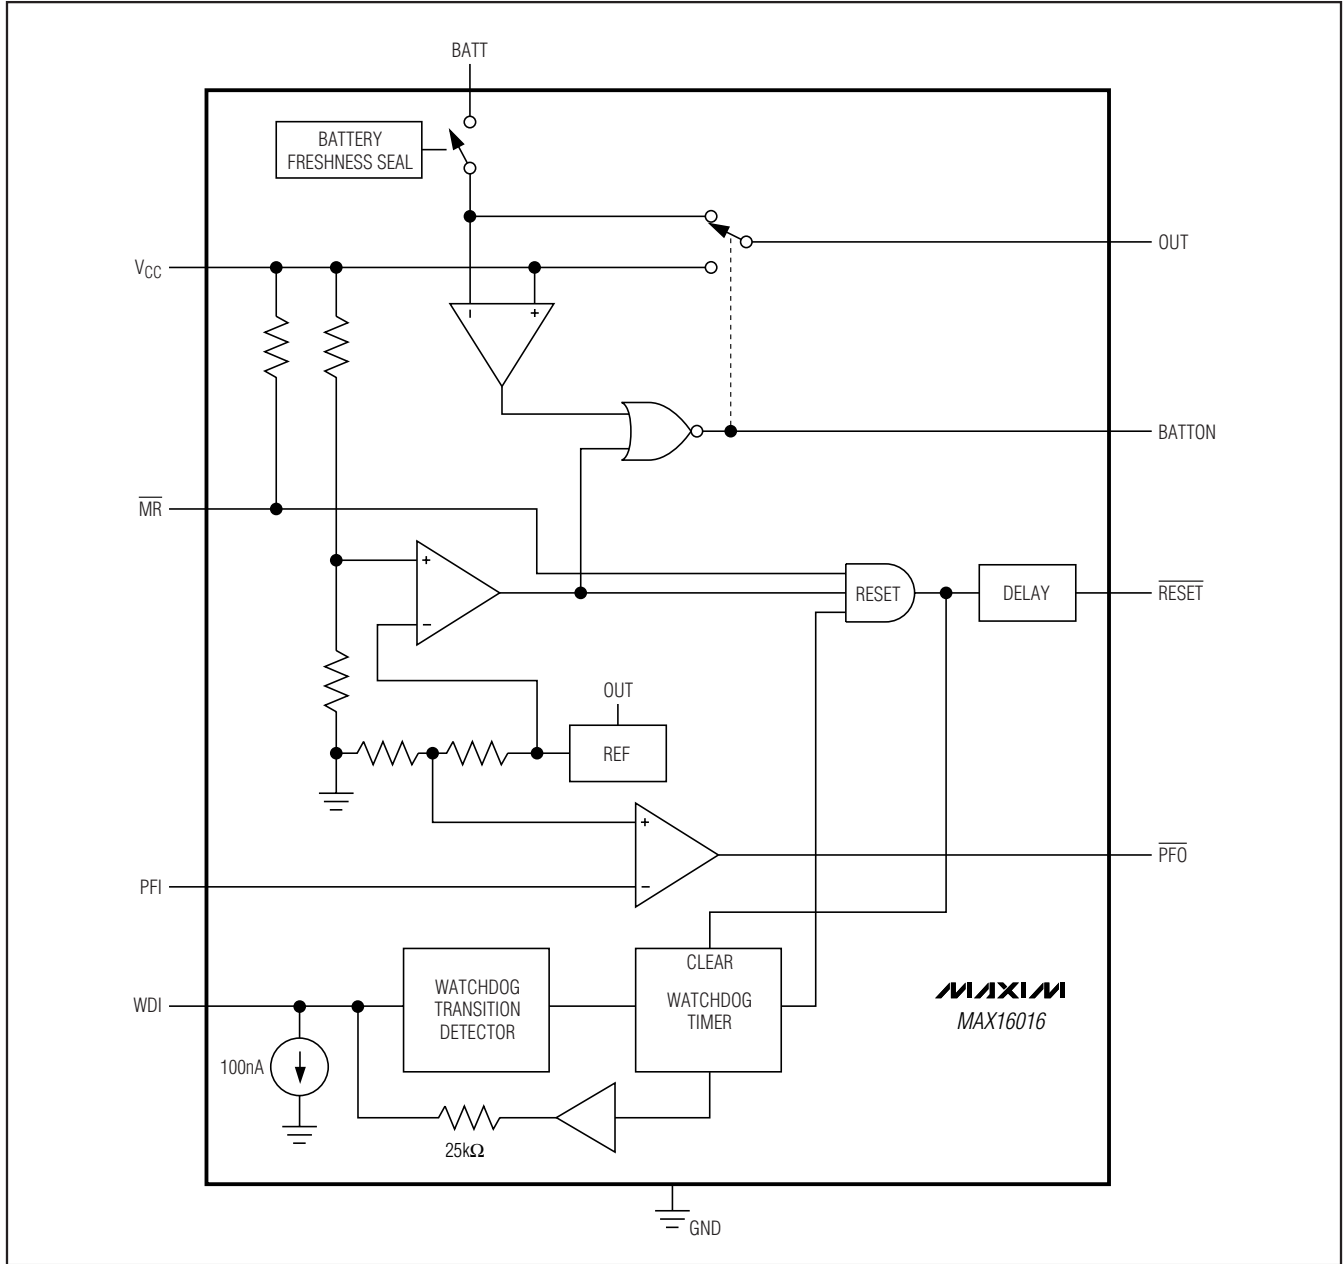 BATT
BATTERY
FRESHNESS SEAL
OUT
VCC
− +
BATTON
MR
+
−
RESET
DELAY
RESET
OUT
REF
+
−
PFO
PFI
CLEAR
WATCHDOG
TIMER
WATCHDOG
TRANSITION
DETECTOR
WDI
MAXIM
MAX16016
100nA
25kΩ
GND